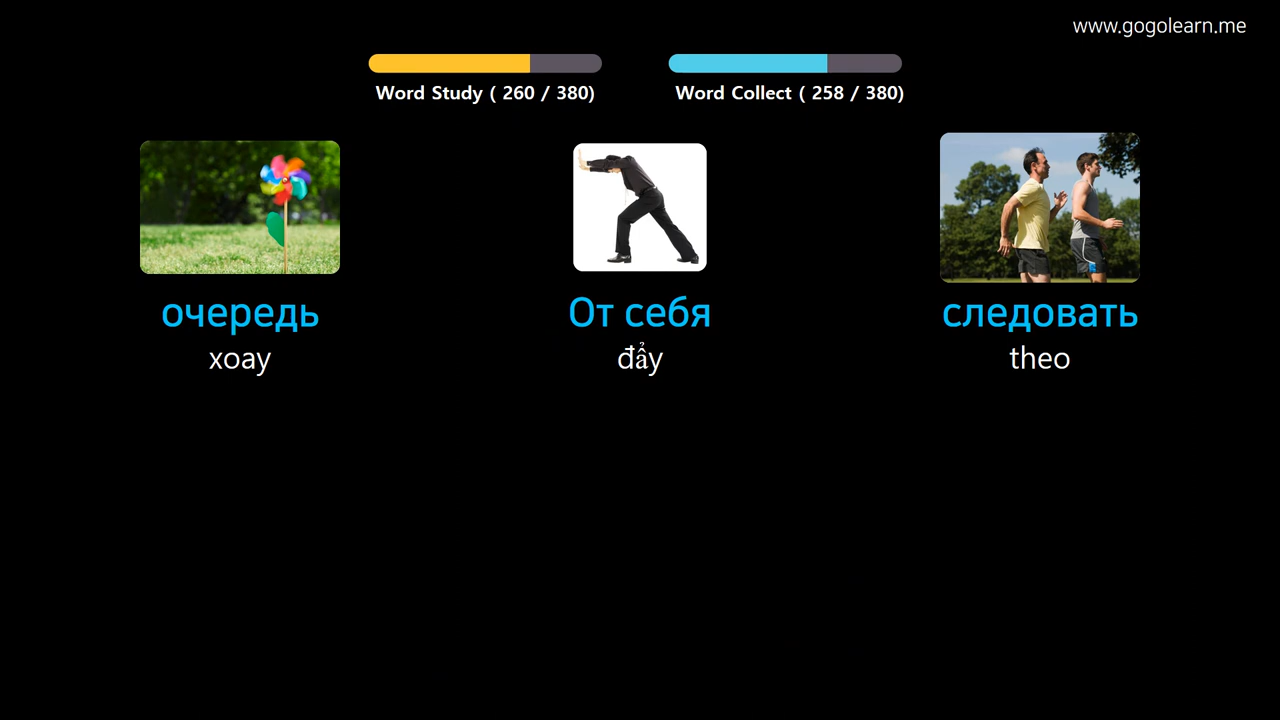 www.gogolearn.me
Word Study ( 260 / 380)
Word Collect ( 258 / 380)
очередь
От себя
следовать
xoay
đẩy
theo